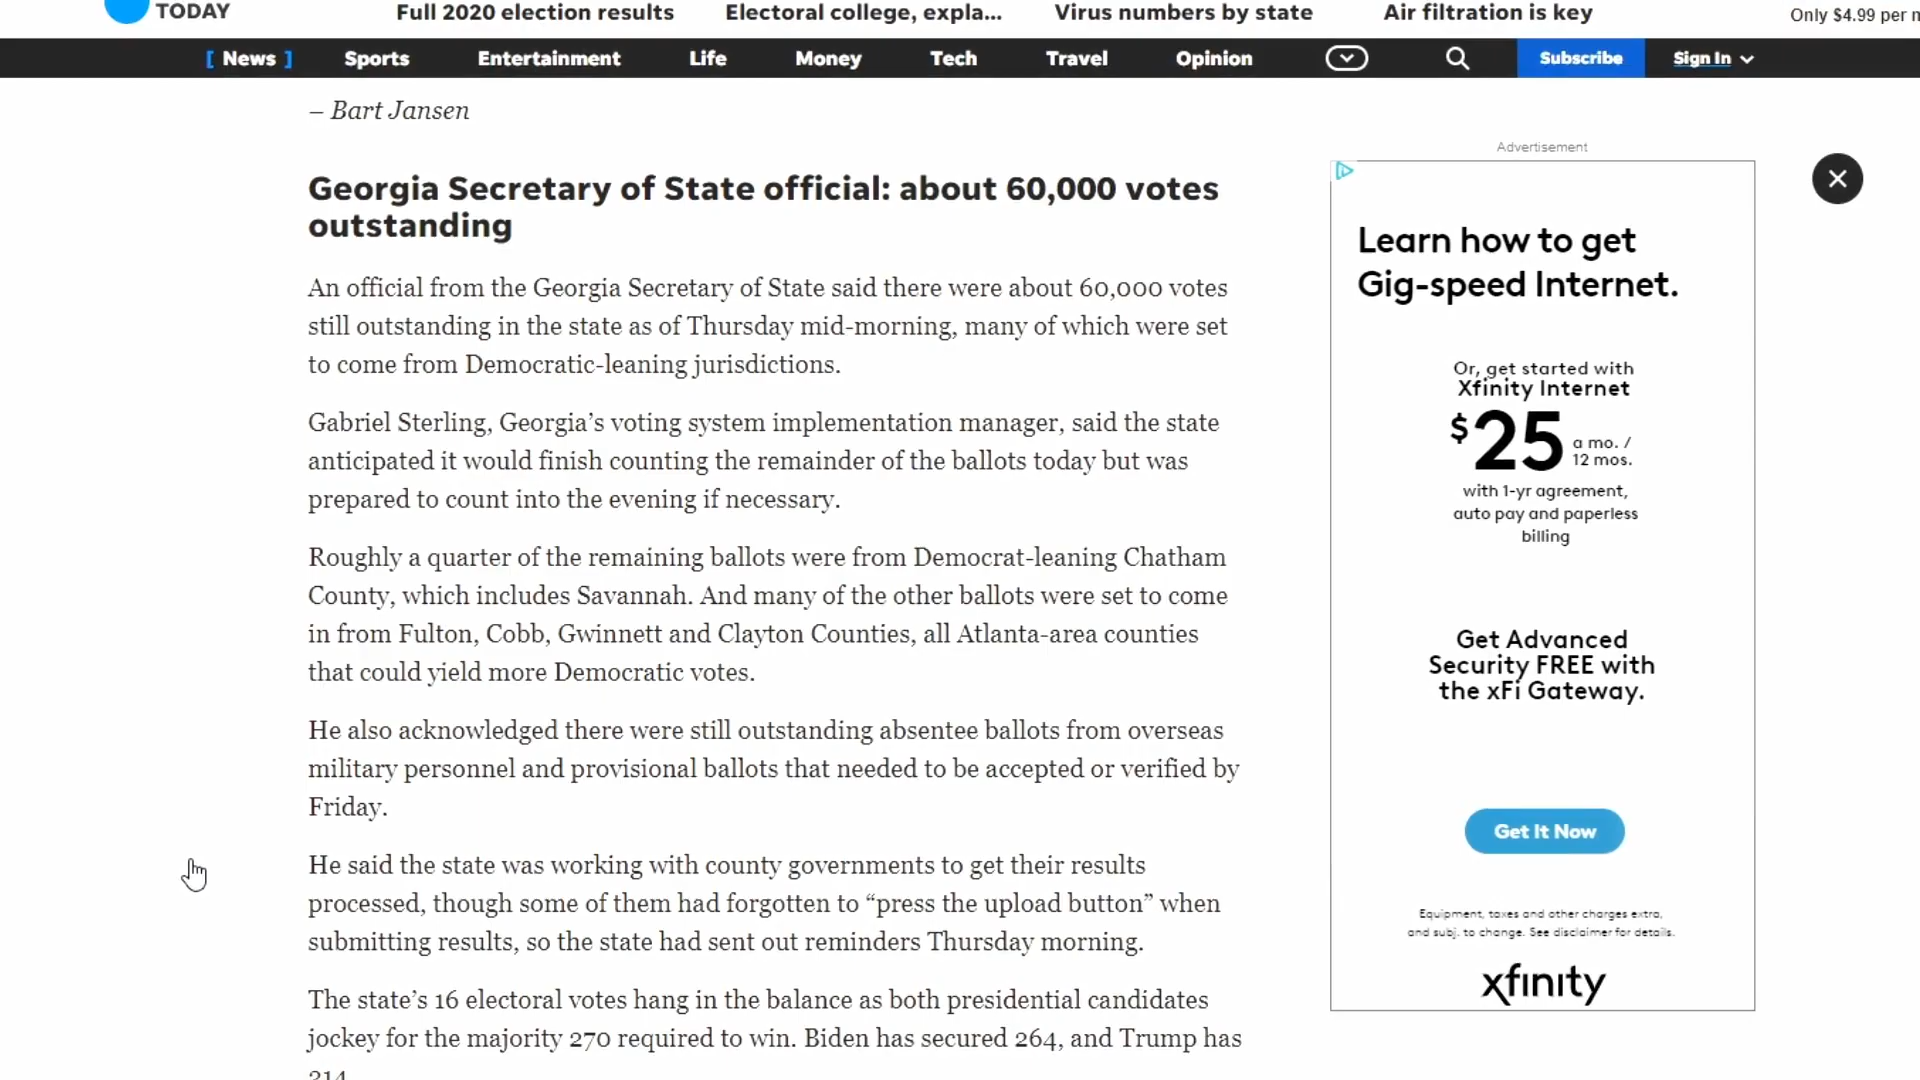 TODAY
Full 2020 election results
Electoral college, expla...
Virus numbers by state
Air filtration is key
Only $4.99 per
[ News ]
Sports
Entertainment
Life
Money
Tech
Travel
Opinion
Subscribe
Sign In
– Bart Jansen
Georgia Secretary of State official: about 60,000 votes
outstanding
An official from the Georgia Secretary of State said there were about 60,000 votes
still outstanding in the state as of Thursday mid-morning, many of which were set
to come from Democratic-leaning jurisdictions.
Gabriel Sterling, Georgia’s voting system implementation manager, said the state
anticipated it would finish counting the remainder of the ballots today but was
prepared to count into the evening if necessary.
Roughly a quarter of the remaining ballots were from Democrat-leaning Chatham
County, which includes Savannah. And many of the other ballots were set to come
in from Fulton, Cobb, Gwinnett and Clayton Counties, all Atlanta-area counties
that could yield more Democratic votes.
He also acknowledged there were still outstanding absentee ballots from overseas
military personnel and provisional ballots that needed to be accepted or verified by
Friday.
He said the state was working with county governments to get their results
processed, though some of them had forgotten to “press the upload button” when
submitting results, so the state had sent out reminders Thursday morning.
The state’s 16 electoral votes hang in the balance as both presidential candidates
jockey for the majority 270 required to win. Biden has secured 264, and Trump has
Advertisement
Learn how to get
Gig-speed Internet.
Or, get started with
Xfinity Internet
$25 a mo. /
12 mos.
with 1-yr agreement,
auto pay and paperless
billing
Get Advanced
Security FREE with
the xFi Gateway.
Get It Now
Equipment, taxes and other charges extra,
and subj. to change. See disclaimer for details.
xfinity